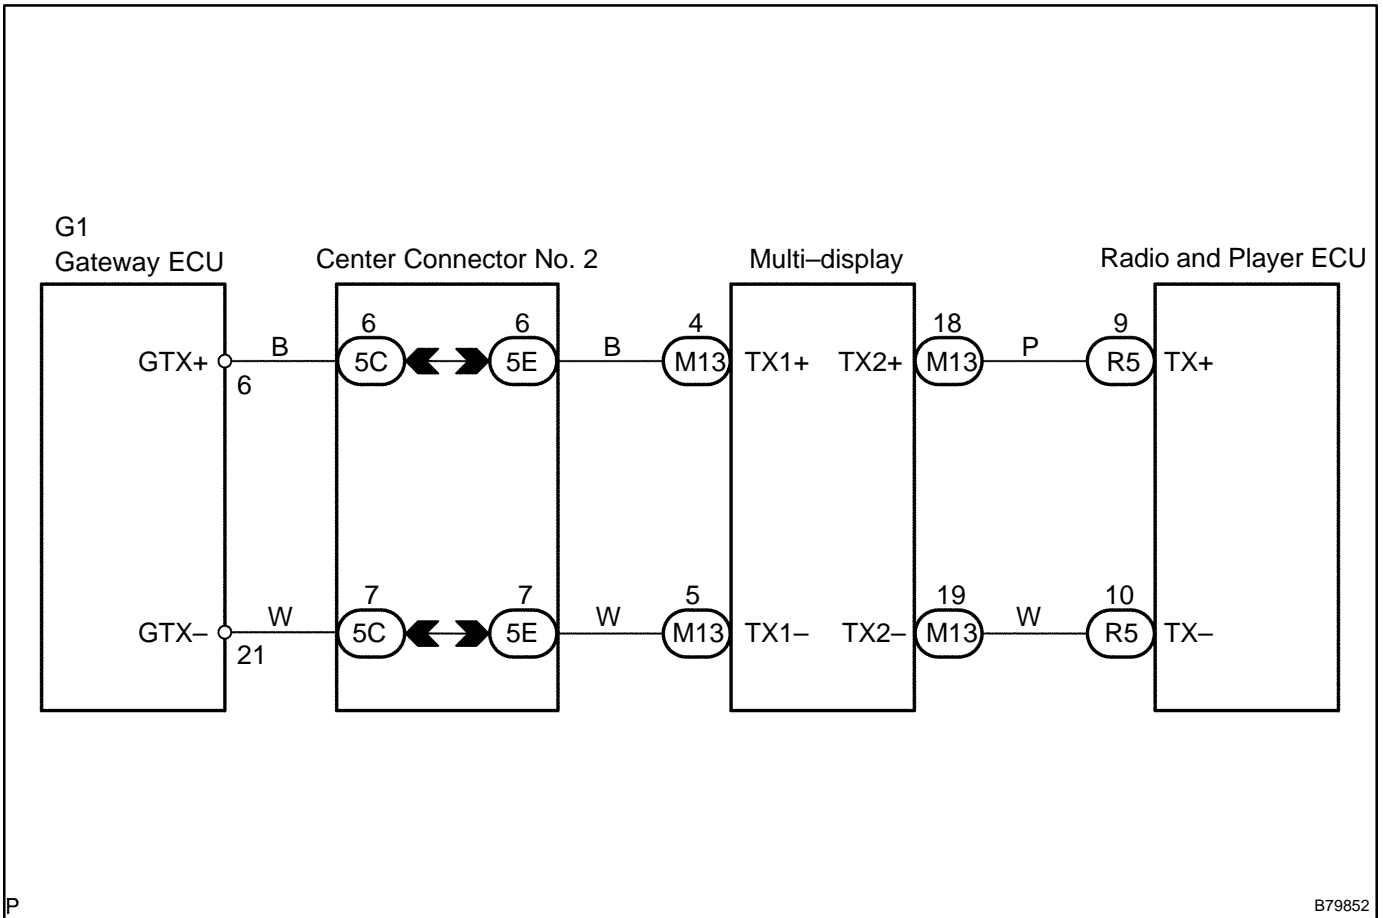 G1
Gateway ECU
Center Connector No. 2
Multi–display
Radio and Player ECU
6
6
4
18
9
GTX+
B
5C
5E
B
M13
TX1+
TX2+
M13
P
R5
TX+
6
7
7
5
19
10
GTX–
W
5C
5E
W
M13
TX1–
TX2–
M13
W
R5
TX–
21
P
B79852